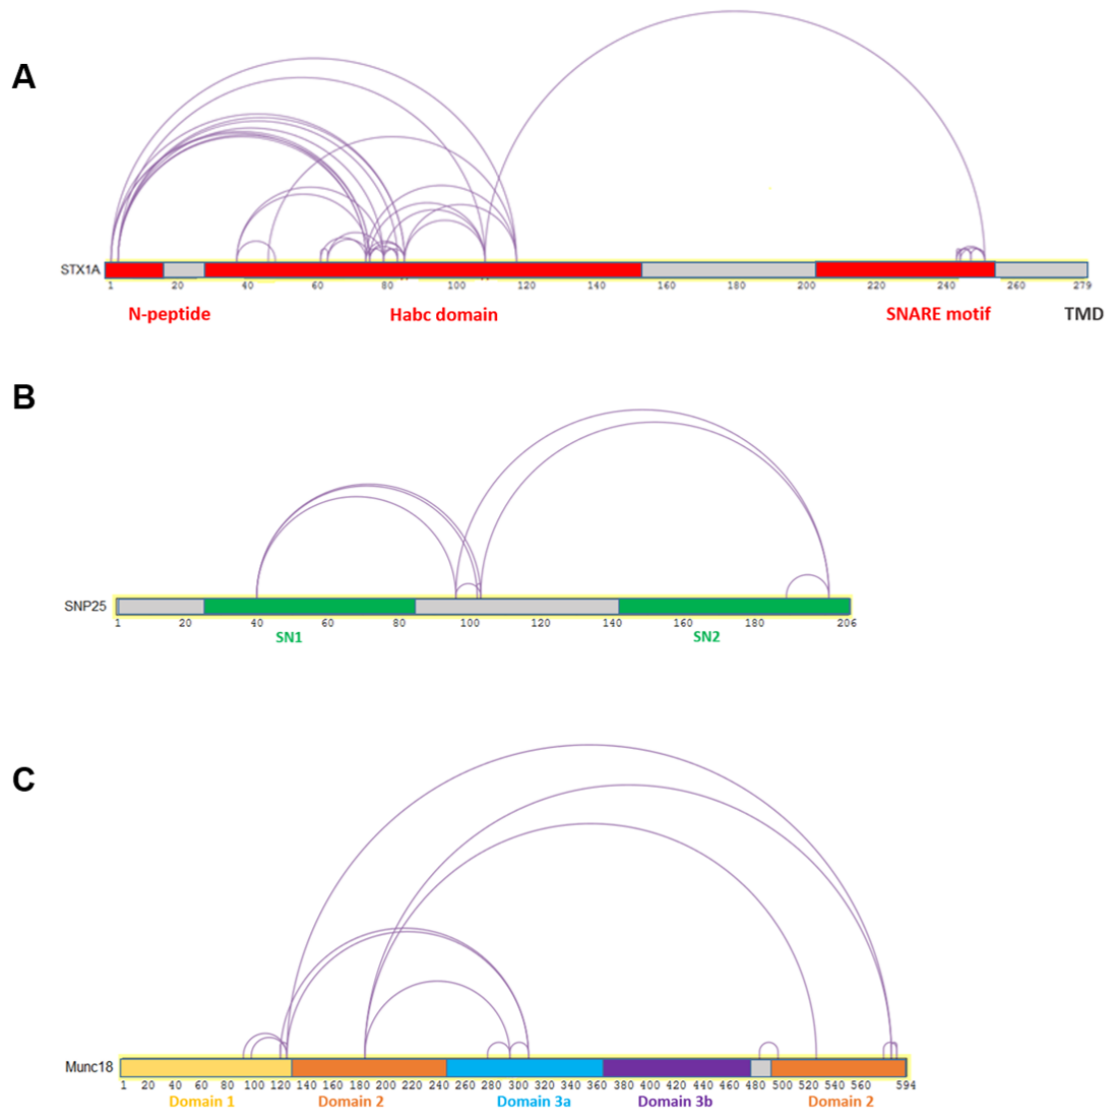 A
STX1A
1 20 40 60 80 100 120 140 160 180 200 220 240 260 279
N-peptide Habc domain SNARE motif TMD
B
SNP25
1 20 40 60 80 100 120 140 160 180 206
SN1 SN2
C
Munc18
1 20 40 60 80 100 120 140 160 180 200 220 240 260 280 300 320 340 360 380 400 420 440 460 480 500 520 540 560 594
Domain 1 Domain 2 Domain 3a Domain 3b Domain 2